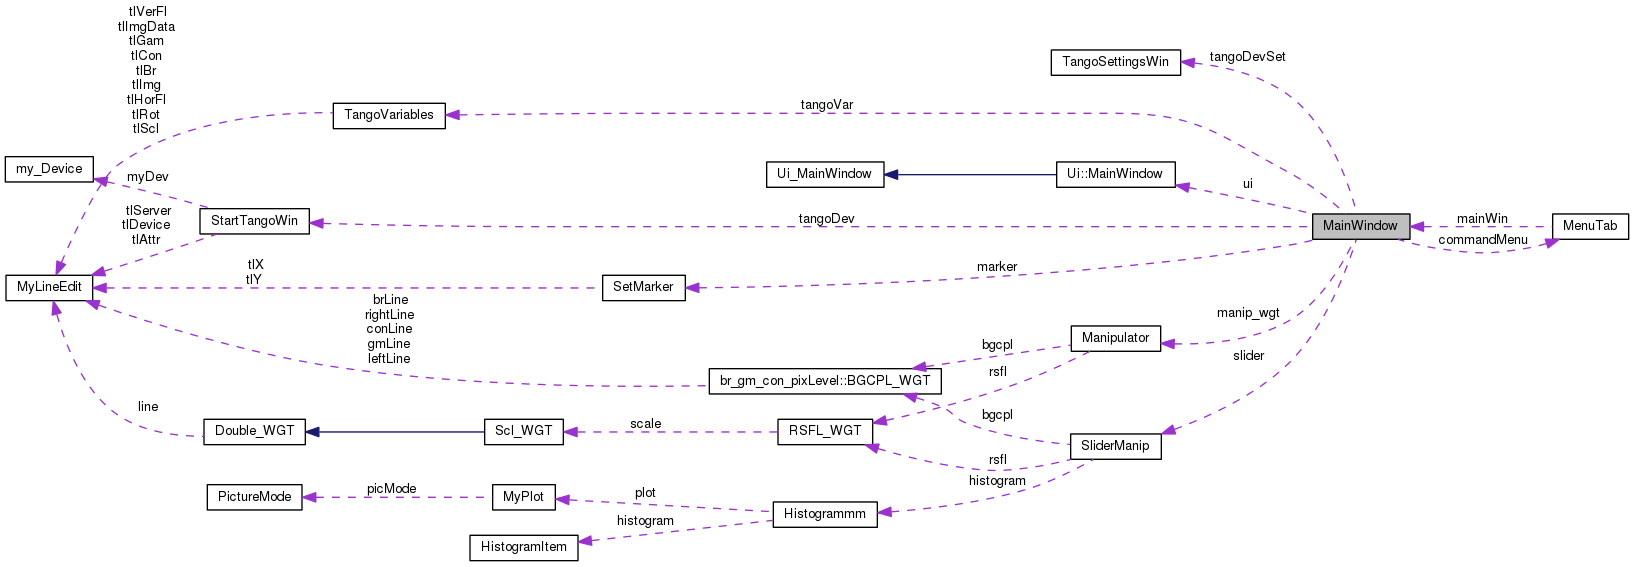 tlVerFl
tlImgData
tlGam
tlCon
tlBr
tlImg
tlHorFl
tlRot
tlScl
TangoSettingsWin
tangoDevSet
TangoVariables
tangoVar
my_Device
myDev
Ui_MainWindow
Ui::MainWindow
ui
StartTangoWin
tangoDev
MainWindow
mainWin
commandMenu
MenuTab
tlServer
tlDevice
tlAttr
MyLineEdit
tlX
tlY
SetMarker
marker
brLine
rightLine
conLine
gmLine
leftLine
br_gm_con_pixLevel::BGCPL_WGT
bgcpl
rsfl
Manipulator
manip_wgt
slider
line
Double_WGT
Scl_WGT
scale
RSFL_WGT
bgcpl
rsfl
histogram
SliderManip
PictureMode
picMode
MyPlot
plot
histogram
Histogrammm
HistogramItem